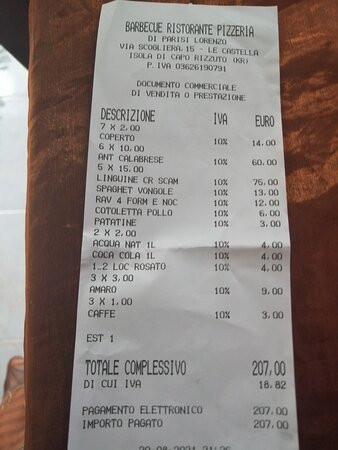 BARBECUE RISTORANTE PIZZERIA
DI PARISI LORENZO
VIA SCOGLIERA 15 - LE CASTELLA
ISOLA DI CAPO RIZZUTO (KR)
P. IVA 03626190791
DOCUMENTO COMMERCIALE
DI VENDITA O PRESTAZIONE
DESCRIZIONE IVA EURO
7 X 2,00
COPERTO 10% 14,00
6 X 10,00
ANT CALABRESE 10% 60,00
5 X 15,00
LINGUINE CR SCAM 10% 75,00
SPAGHET VONGOLE 10% 13,00
RAV 4 FORM E NOC 10% 12,00
COTOLETTA POLLO 10% 6,00
PATATINE 10% 3,00
2 X 2,00
ACQUA NAT 1L 10% 4,00
COCA COLA 1L 10% 4,00
1_2 LOC ROSATO 10% 4,00
3 X 3,00
AMARO 10% 9,00
3 X 1,00
CAFFE 10% 3,00
EST 1
TOTALE COMPLESSIVO 207,00
DI CUI IVA 18,82
PAGAMENTO ELETTRONICO 207,00
IMPORTO PAGATO 207,00